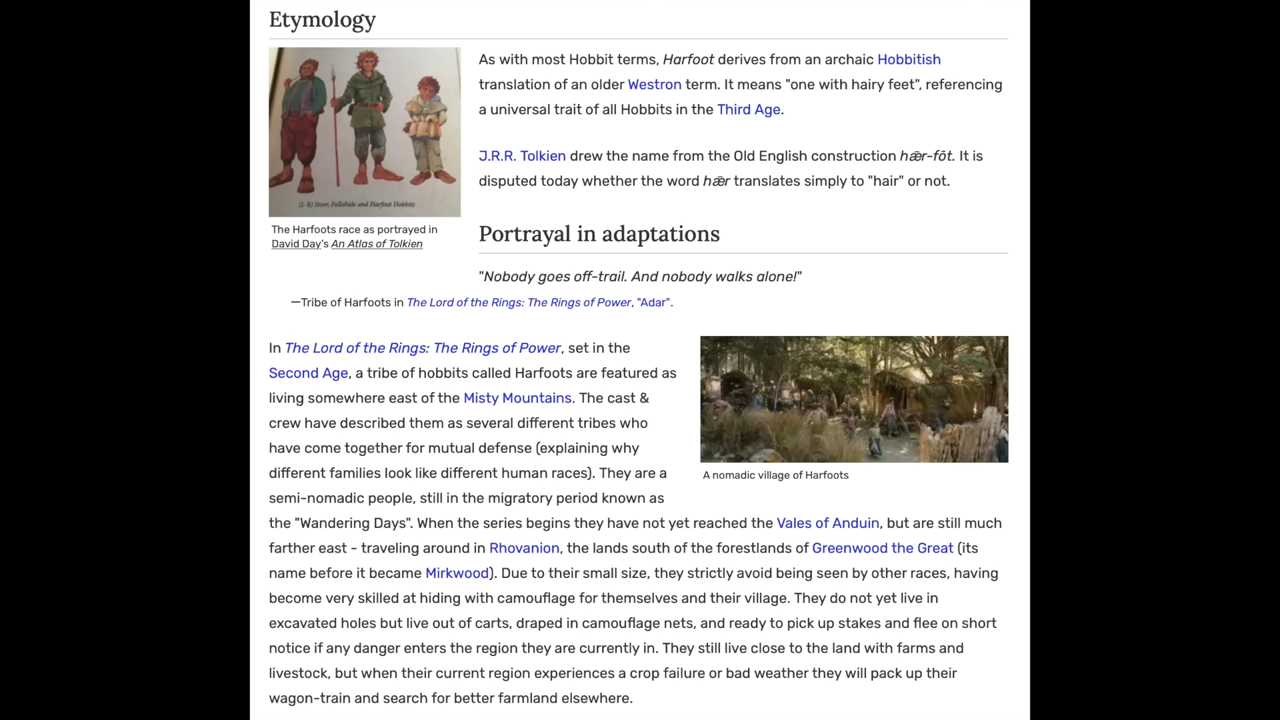 Etymology
As with most Hobbit terms, Harfoot derives from an archaic Hobbitish
translation of an older Westron term. It means "one with hairy feet", referencing
a universal trait of all Hobbits in the Third Age.
J.R.R. Tolkien drew the name from the Old English construction hǣr-fōt. It is
disputed today whether the word hǣr translates simply to "hair" or not.
(L-R) Stoor, Fallohide and Harfoot Hobbits
The Harfoots race as portrayed in
David Day's An Atlas of Tolkien
Portrayal in adaptations
"Nobody goes off-trail. And nobody walks alone!"
—Tribe of Harfoots in The Lord of the Rings: The Rings of Power, "Adar".
In The Lord of the Rings: The Rings of Power, set in the
Second Age, a tribe of hobbits called Harfoots are featured as
living somewhere east of the Misty Mountains. The cast &
crew have described them as several different tribes who
have come together for mutual defense (explaining why
different families look like different human races). They are a
semi-nomadic people, still in the migratory period known as
the "Wandering Days". When the series begins they have not yet reached the Vales of Anduin, but are still much
farther east - traveling around in Rhovanion, the lands south of the forestlands of Greenwood the Great (its
name before it became Mirkwood). Due to their small size, they strictly avoid being seen by other races, having
become very skilled at hiding with camouflage for themselves and their village. They do not yet live in
excavated holes but live out of carts, draped in camouflage nets, and ready to pick up stakes and flee on short
notice if any danger enters the region they are currently in. They still live close to the land with farms and
livestock, but when their current region experiences a crop failure or bad weather they will pack up their
wagon-train and search for better farmland elsewhere.
A nomadic village of Harfoots